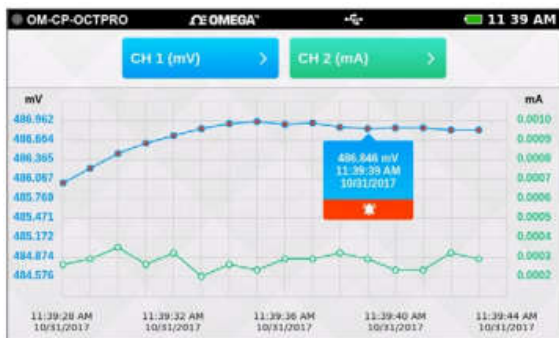 OM-CP-OCTPRO ΩE OMEGA™ 11 39 AM
CH 1 (mV) > CH 2 (mA) >
mV mA
486.962 0.0010
486.664 0.0009
486.365 0.0008
486.067 0.0007
485.769 0.0006
485.471 0.0005
485.172 0.0004
484.874 0.0003
484.576 0.0002
486.846 mV
11:39:39 AM
10/31/2017
11:39:28 AM 11:39:32 AM 11:39:36 AM 11:39:40 AM 11:39:44 AM
10/31/2017 10/31/2017 10/31/2017 10/31/2017 10/31/2017